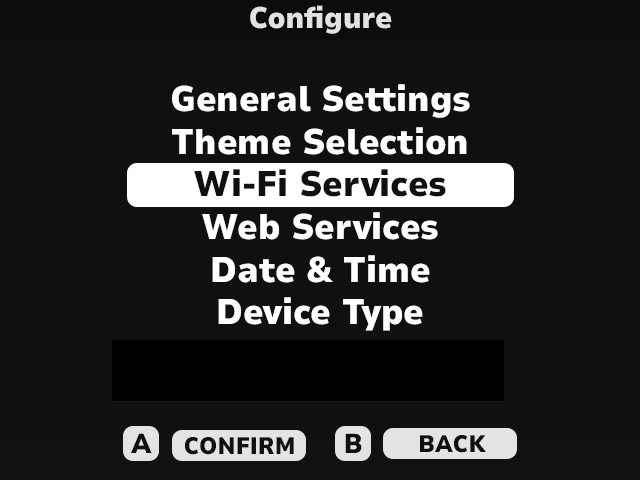 Configure
General Settings
Theme Selection
Wi-Fi Services
Web Services
Date & Time
Device Type
A CONFIRM B BACK